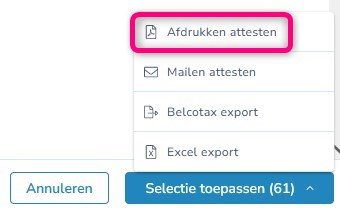 Afdrukken attesten
Mailen attesten
Belcotax export
Excel export
Annuleren
Selectie toepassen (61)